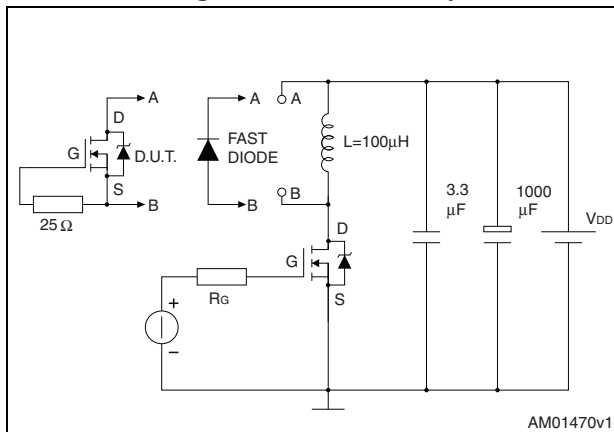 A
D
G
D.U.T.
S
B
25 Ω
A
FAST
DIODE
B
A
L=100μH
B
D
G
S
RG
+
–
3.3
μF
1000
μF
VDD
AM01470v1